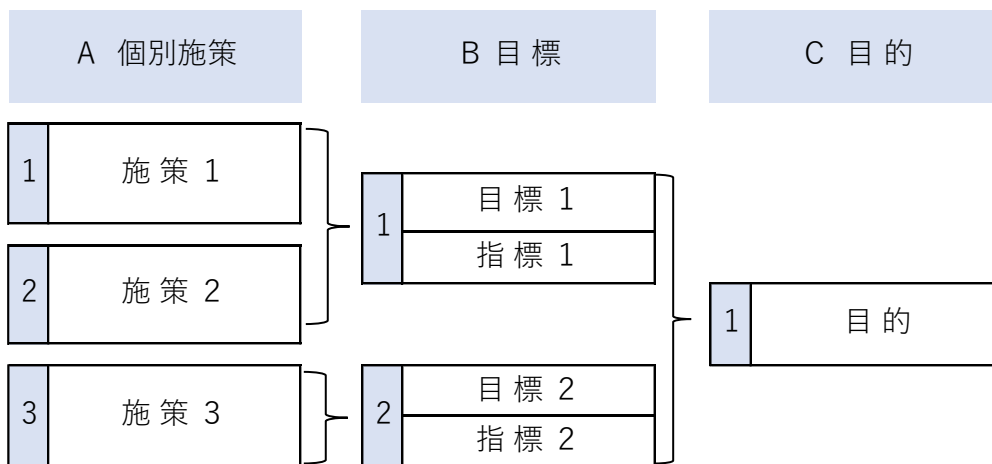 A 個別施策
B 目標
C 目的
1 施策 1
2 施策 2
3 施策 3
1 目標 1
指標 1
2 目標 2
指標 2
1 目的